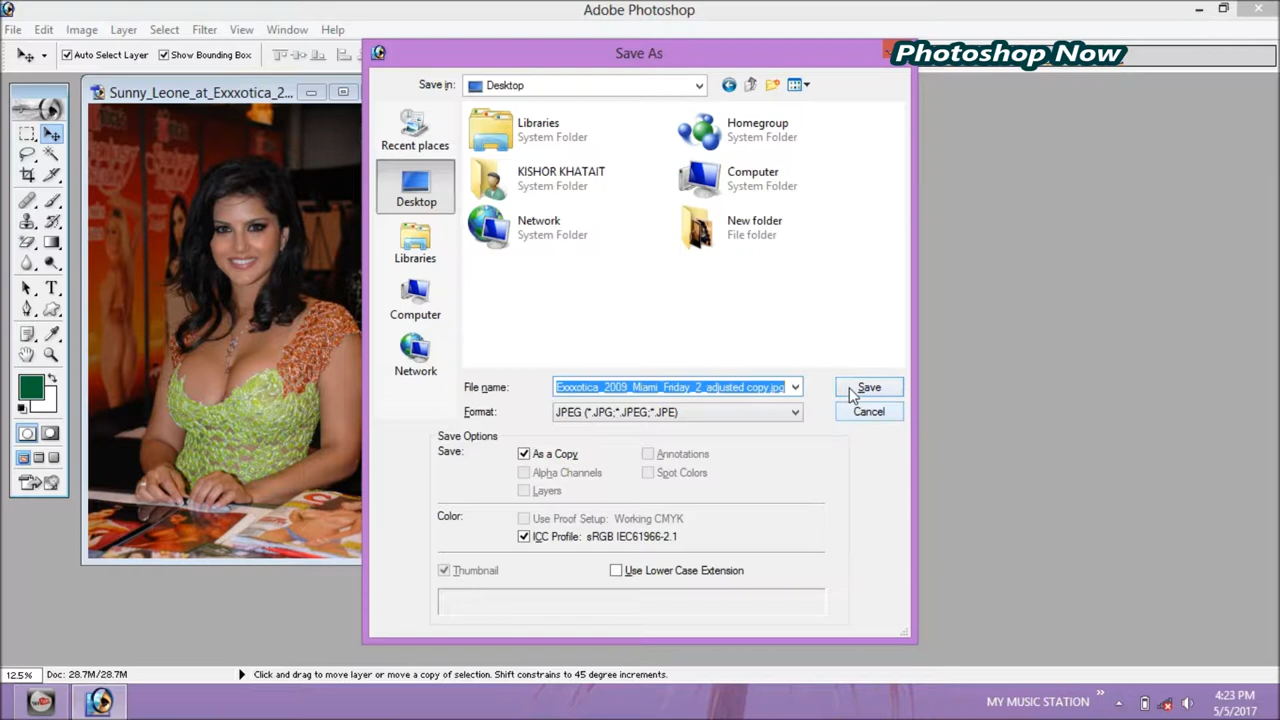 Adobe Photoshop
File Edit Image Layer Select Filter View Window Help
Auto Select Layer Show Bounding Box
Save As
Photoshop Now
Save in: Desktop
Sunny_Leone_at_Exxxotica_2...
Recent places
Desktop
Libraries
Computer
Network
Libraries
System Folder
Homegroup
System Folder
KISHOR KHATAIT
System Folder
Computer
System Folder
Network
System Folder
New folder
File folder
File name: Exxxotica_2009_Miami_Friday_2_adjusted copy.jpg
Save
Format: JPEG (*.JPG;*.JPEG;*.JPE)
Cancel
Save Options
Save: As a Copy Annotations
Alpha Channels Spot Colors
Layers
Color: Use Proof Setup: Working CMYK
ICC Profile: sRGB IEC61966-2.1
Thumbnail Use Lower Case Extension
12.5% Doc: 28.7M/28.7M Click and drag to move layer or move a copy of selection. Shift constrains to 45 degree increments.
MY MUSIC STATION
4:23 PM
5/5/2017